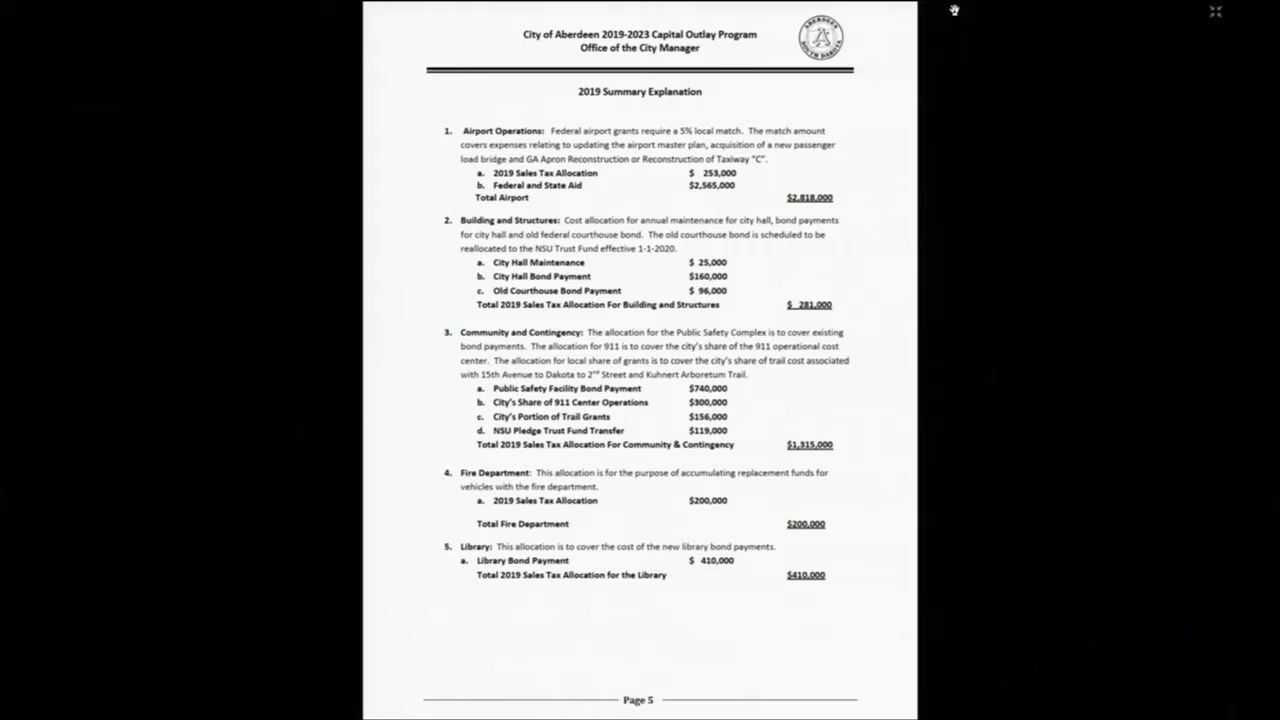 City of Aberdeen 2019-2023 Capital Outlay Program
Office of the City Manager
ABERDEEN
SOUTH DAKOTA
2019 Summary Explanation
1. Airport Operations: Federal airport grants require a 5% local match. The match amount
covers expenses relating to updating the airport master plan, acquisition of a new passenger
load bridge and GA Apron Reconstruction or Reconstruction of Taxiway "C".
a. 2019 Sales Tax Allocation $ 253,000
b. Federal and State Aid $2,565,000
Total Airport $2,818,000
2. Building and Structures: Cost allocation for annual maintenance for city hall, bond payments
for city hall and old federal courthouse bond. The old courthouse bond is scheduled to be
reallocated to the NSU Trust Fund effective 1-1-2020.
a. City Hall Maintenance $ 25,000
b. City Hall Bond Payment $160,000
c. Old Courthouse Bond Payment $ 96,000
Total 2019 Sales Tax Allocation For Building and Structures $ 281,000
3. Community and Contingency: The allocation for the Public Safety Complex is to cover existing
bond payments. The allocation for 911 is to cover the city's share of the 911 operational cost
center. The allocation for local share of grants is to cover the city's share of trail cost associated
with 15th Avenue to Dakota to 2nd Street and Kuhnert Arboretum Trail.
a. Public Safety Facility Bond Payment $740,000
b. City's Share of 911 Center Operations $300,000
c. City's Portion of Trail Grants $156,000
d. NSU Pledge Trust Fund Transfer $119,000
Total 2019 Sales Tax Allocation For Community & Contingency $1,315,000
4. Fire Department: This allocation is for the purpose of accumulating replacement funds for
vehicles with the fire department.
a. 2019 Sales Tax Allocation $200,000
Total Fire Department $200,000
5. Library: This allocation is to cover the cost of the new library bond payments.
a. Library Bond Payment $ 410,000
Total 2019 Sales Tax Allocation for the Library $410,000
Page 5